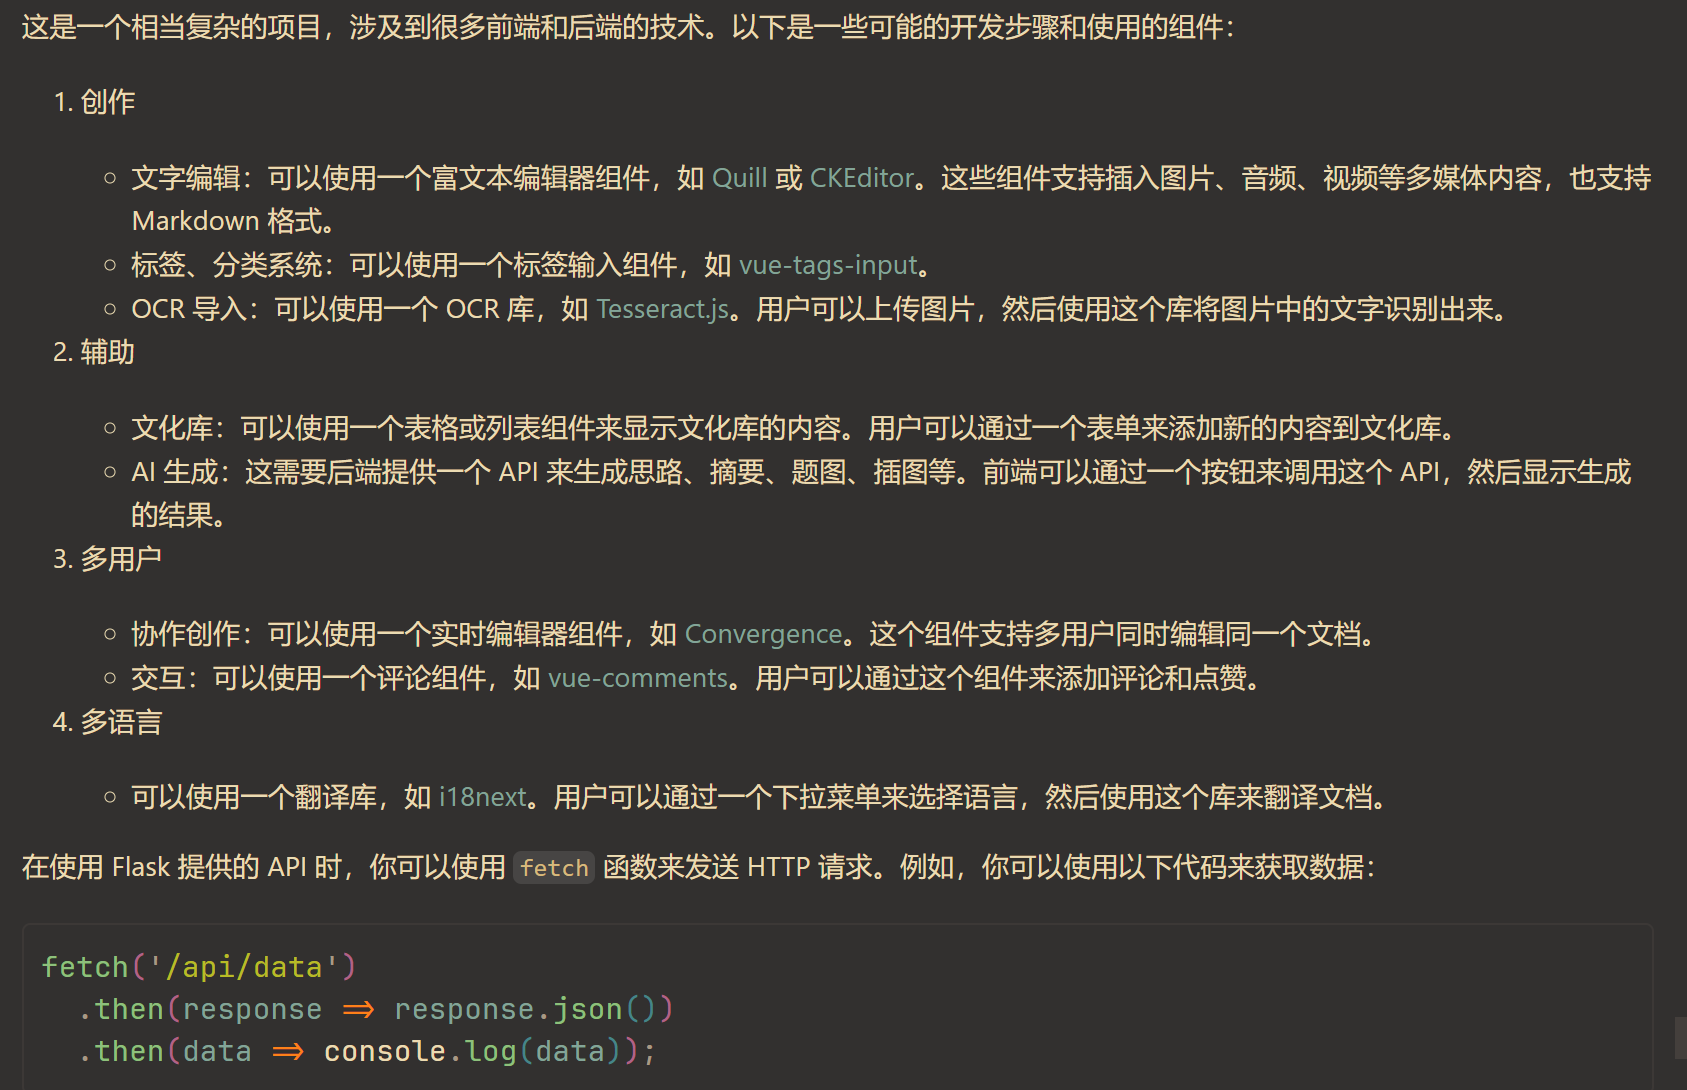 这是一个相当复杂的项目，涉及到很多前端和后端的技术。以下是一些可能的开发步骤和使用的组件：
1. 创作
○ 文字编辑：可以使用一个富文本编辑器组件，如 Quill 或 CKEditor。这些组件支持插入图片、音频、视频等多媒体内容，也支持
Markdown 格式。
○ 标签、分类系统：可以使用一个标签输入组件，如 vue-tags-input。
○ OCR 导入：可以使用一个 OCR 库，如 Tesseract.js。用户可以上传图片，然后使用这个库将图片中的文字识别出来。
2. 辅助
○ 文化库：可以使用一个表格或列表组件来显示文化库的内容。用户可以通过一个表单来添加新的内容到文化库。
○ AI 生成：这需要后端提供一个 API 来生成思路、摘要、题图、插图等。前端可以通过一个按钮来调用这个 API，然后显示生成
的结果。
3. 多用户
○ 协作创作：可以使用一个实时编辑器组件，如 Convergence。这个组件支持多用户同时编辑同一个文档。
○ 交互：可以使用一个评论组件，如 vue-comments。用户可以通过这个组件来添加评论和点赞。
4. 多语言
○ 可以使用一个翻译库，如 i18next。用户可以通过一个下拉菜单来选择语言，然后使用这个库来翻译文档。
在使用 Flask 提供的 API 时，你可以使用 fetch 函数来发送 HTTP 请求。例如，你可以使用以下代码来获取数据：
fetch('/api/data')
  .then(response => response.json())
  .then(data => console.log(data));